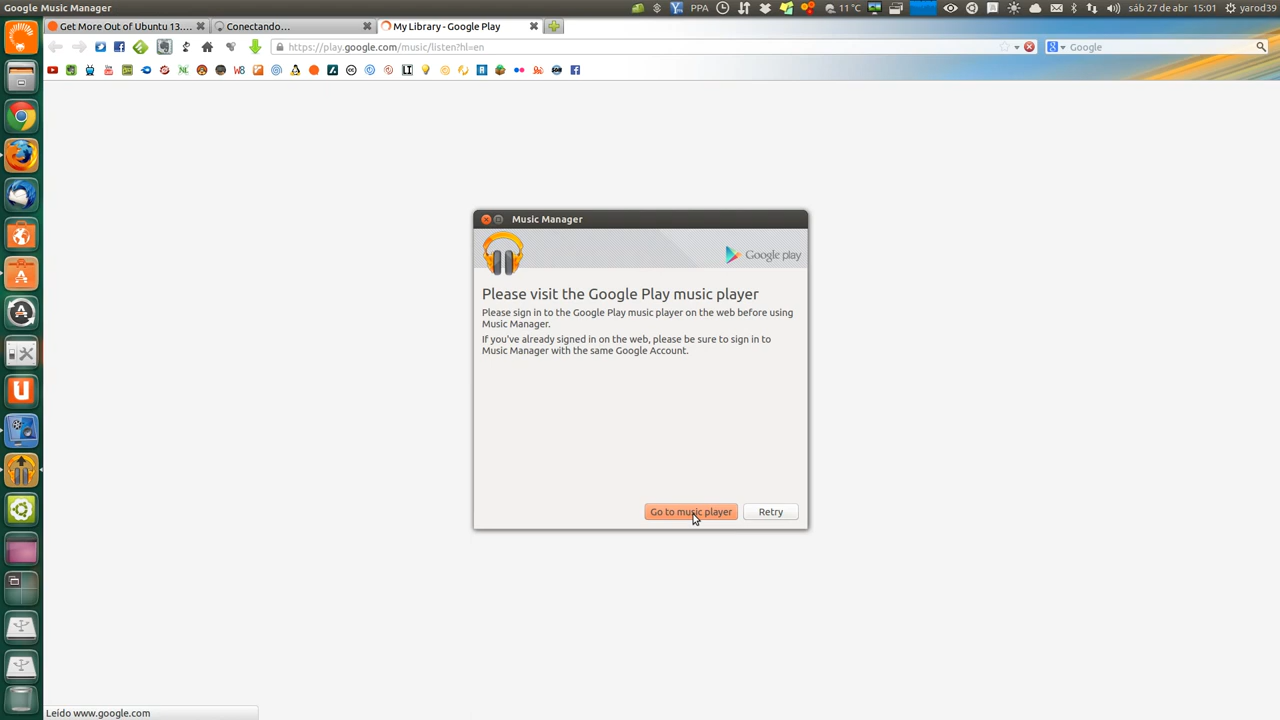 Google Music Manager
PPA
11 °C
sáb 27 de abr
15:01
yarod39
Get More Out of Ubuntu 13....
Conectando...
My Library - Google Play
https://play.google.com/music/listen?hl=en
Google
Music Manager
Google play
Please visit the Google Play music player
Please sign in to the Google Play music player on the web before using
Music Manager.
If you've already signed in on the web, please be sure to sign in to
Music Manager with the same Google Account.
Go to music player
Retry
Leído www.google.com